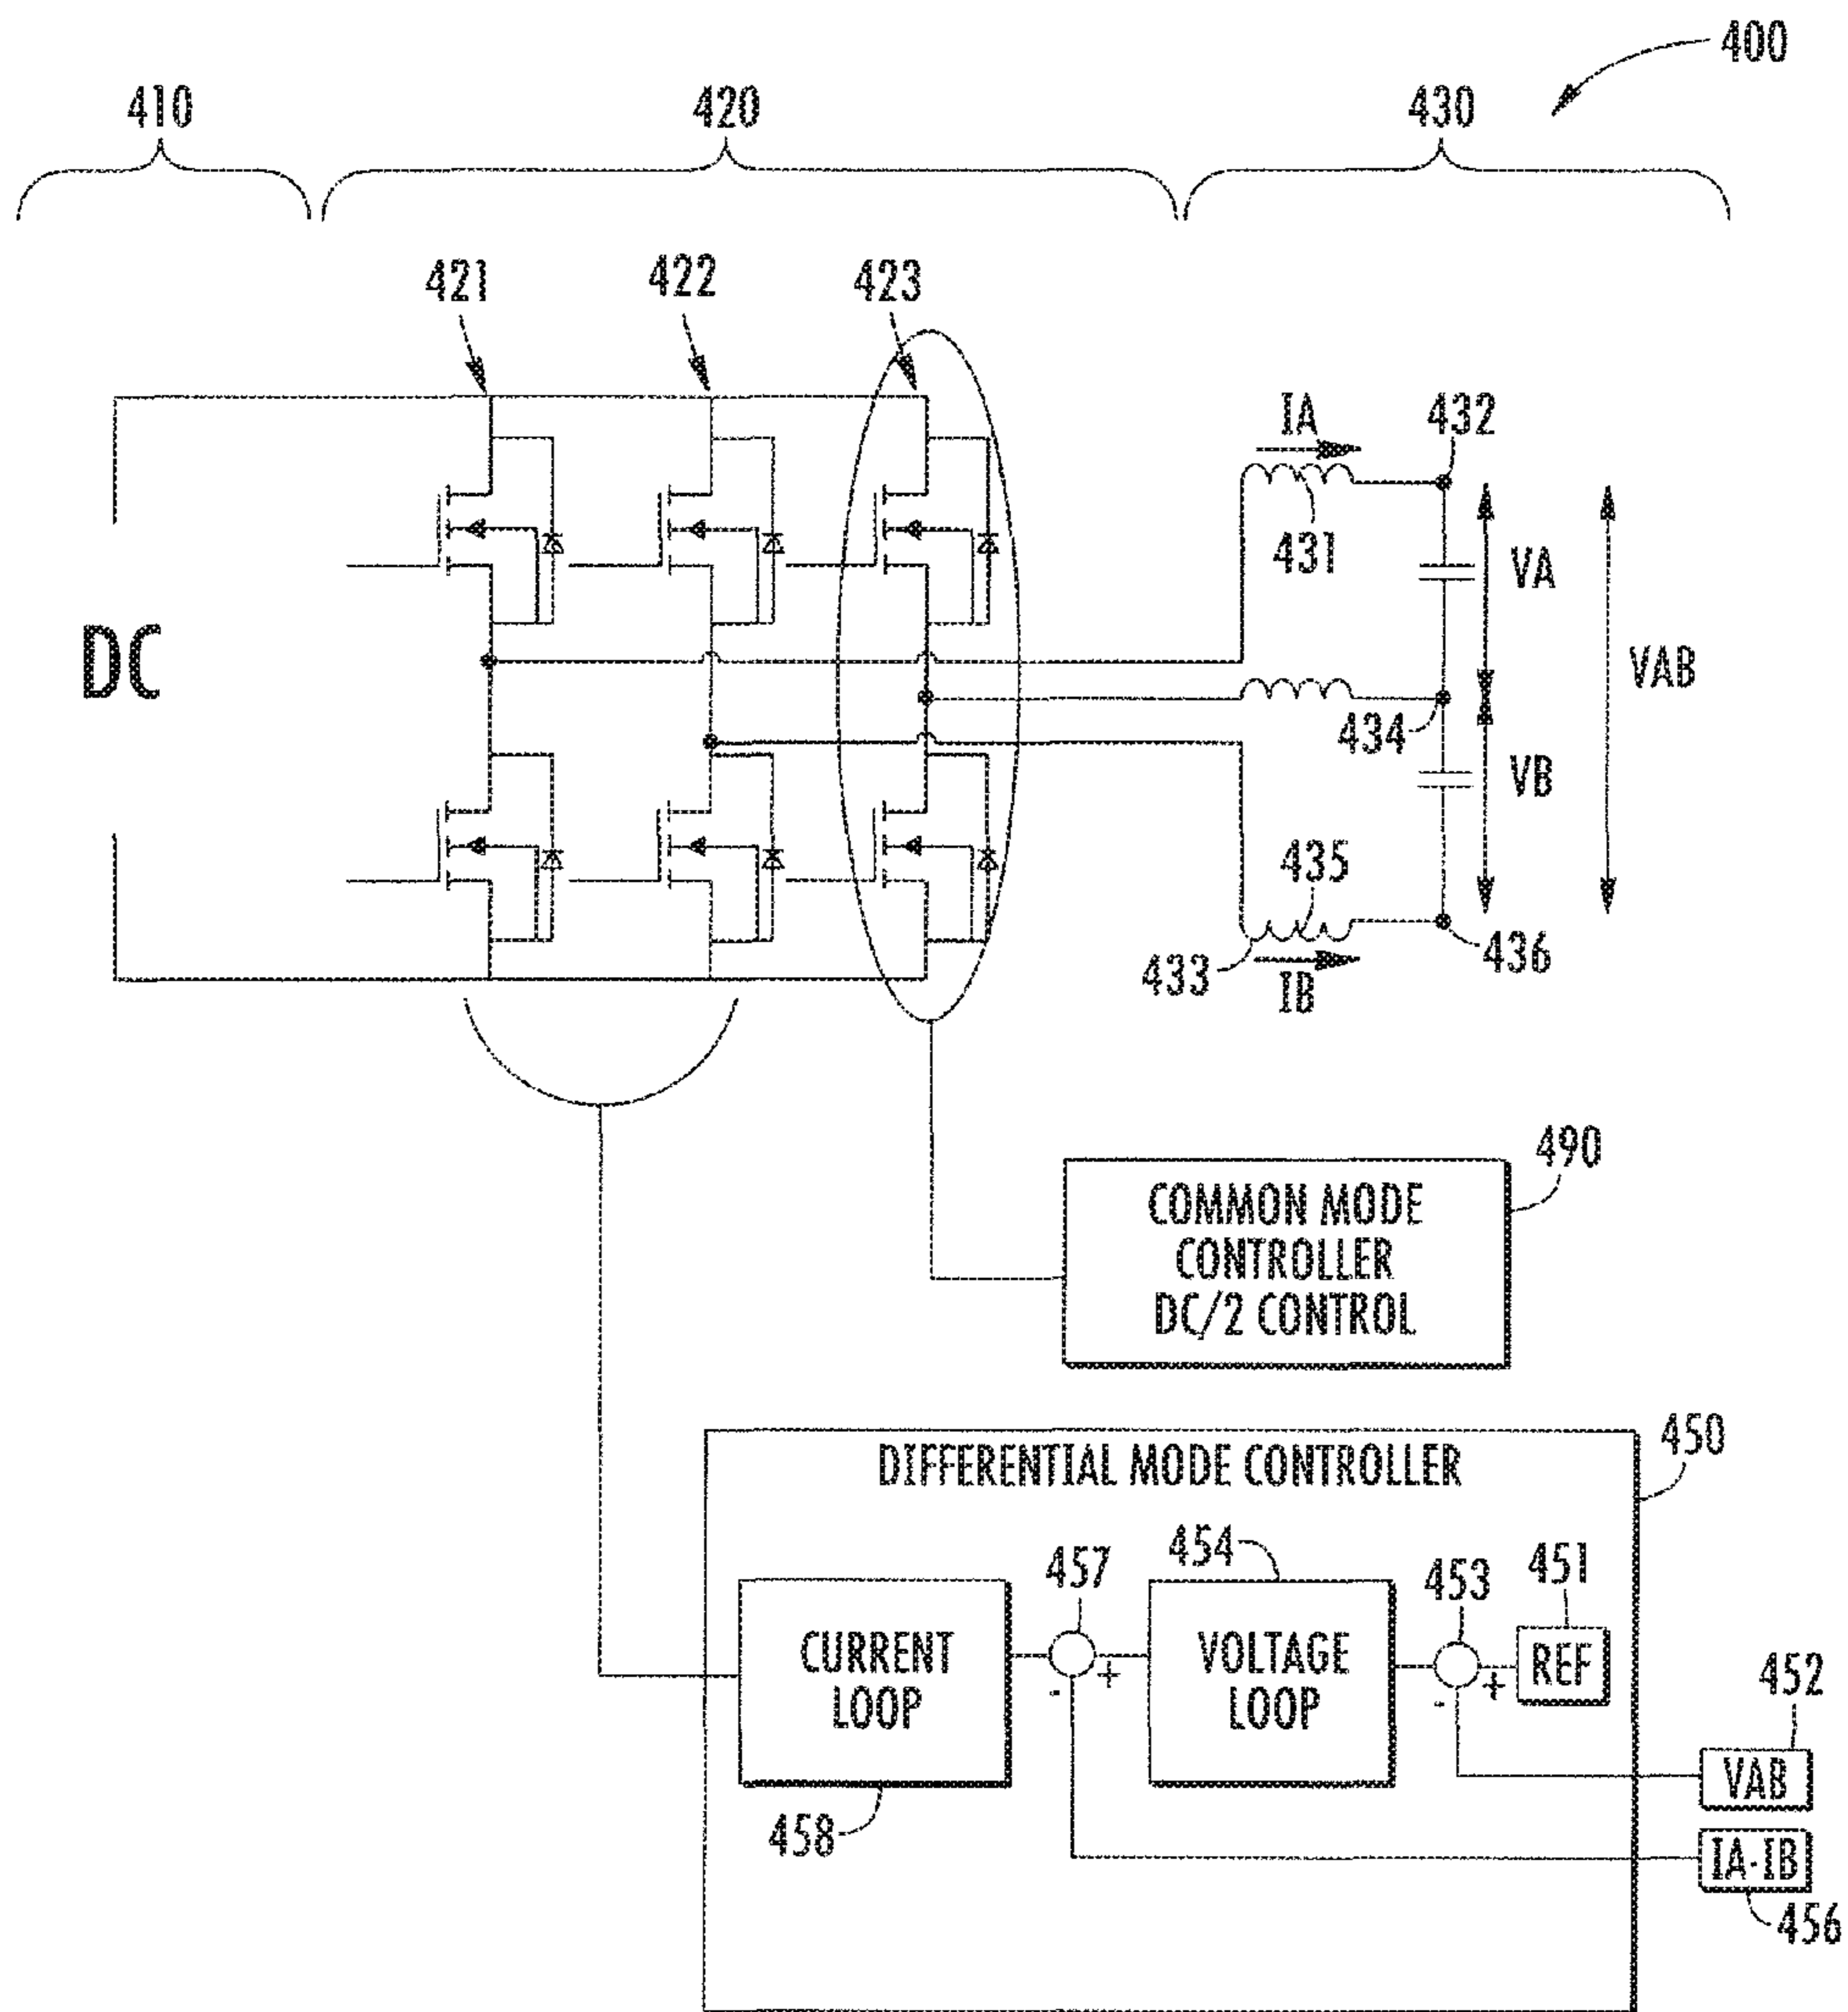 400
410
420
430
421
422
423
DC
IA
432
431
VA
VAB
434
VB
435
433
IB
436
490
COMMON MODE
CONTROLLER
DC/2 CONTROL
450
DIFFERENTIAL MODE CONTROLLER
457
454
453
451
CURRENT
LOOP
+
-
VOLTAGE
LOOP
+
-
REF
452
VAB
458
IA-IB
456